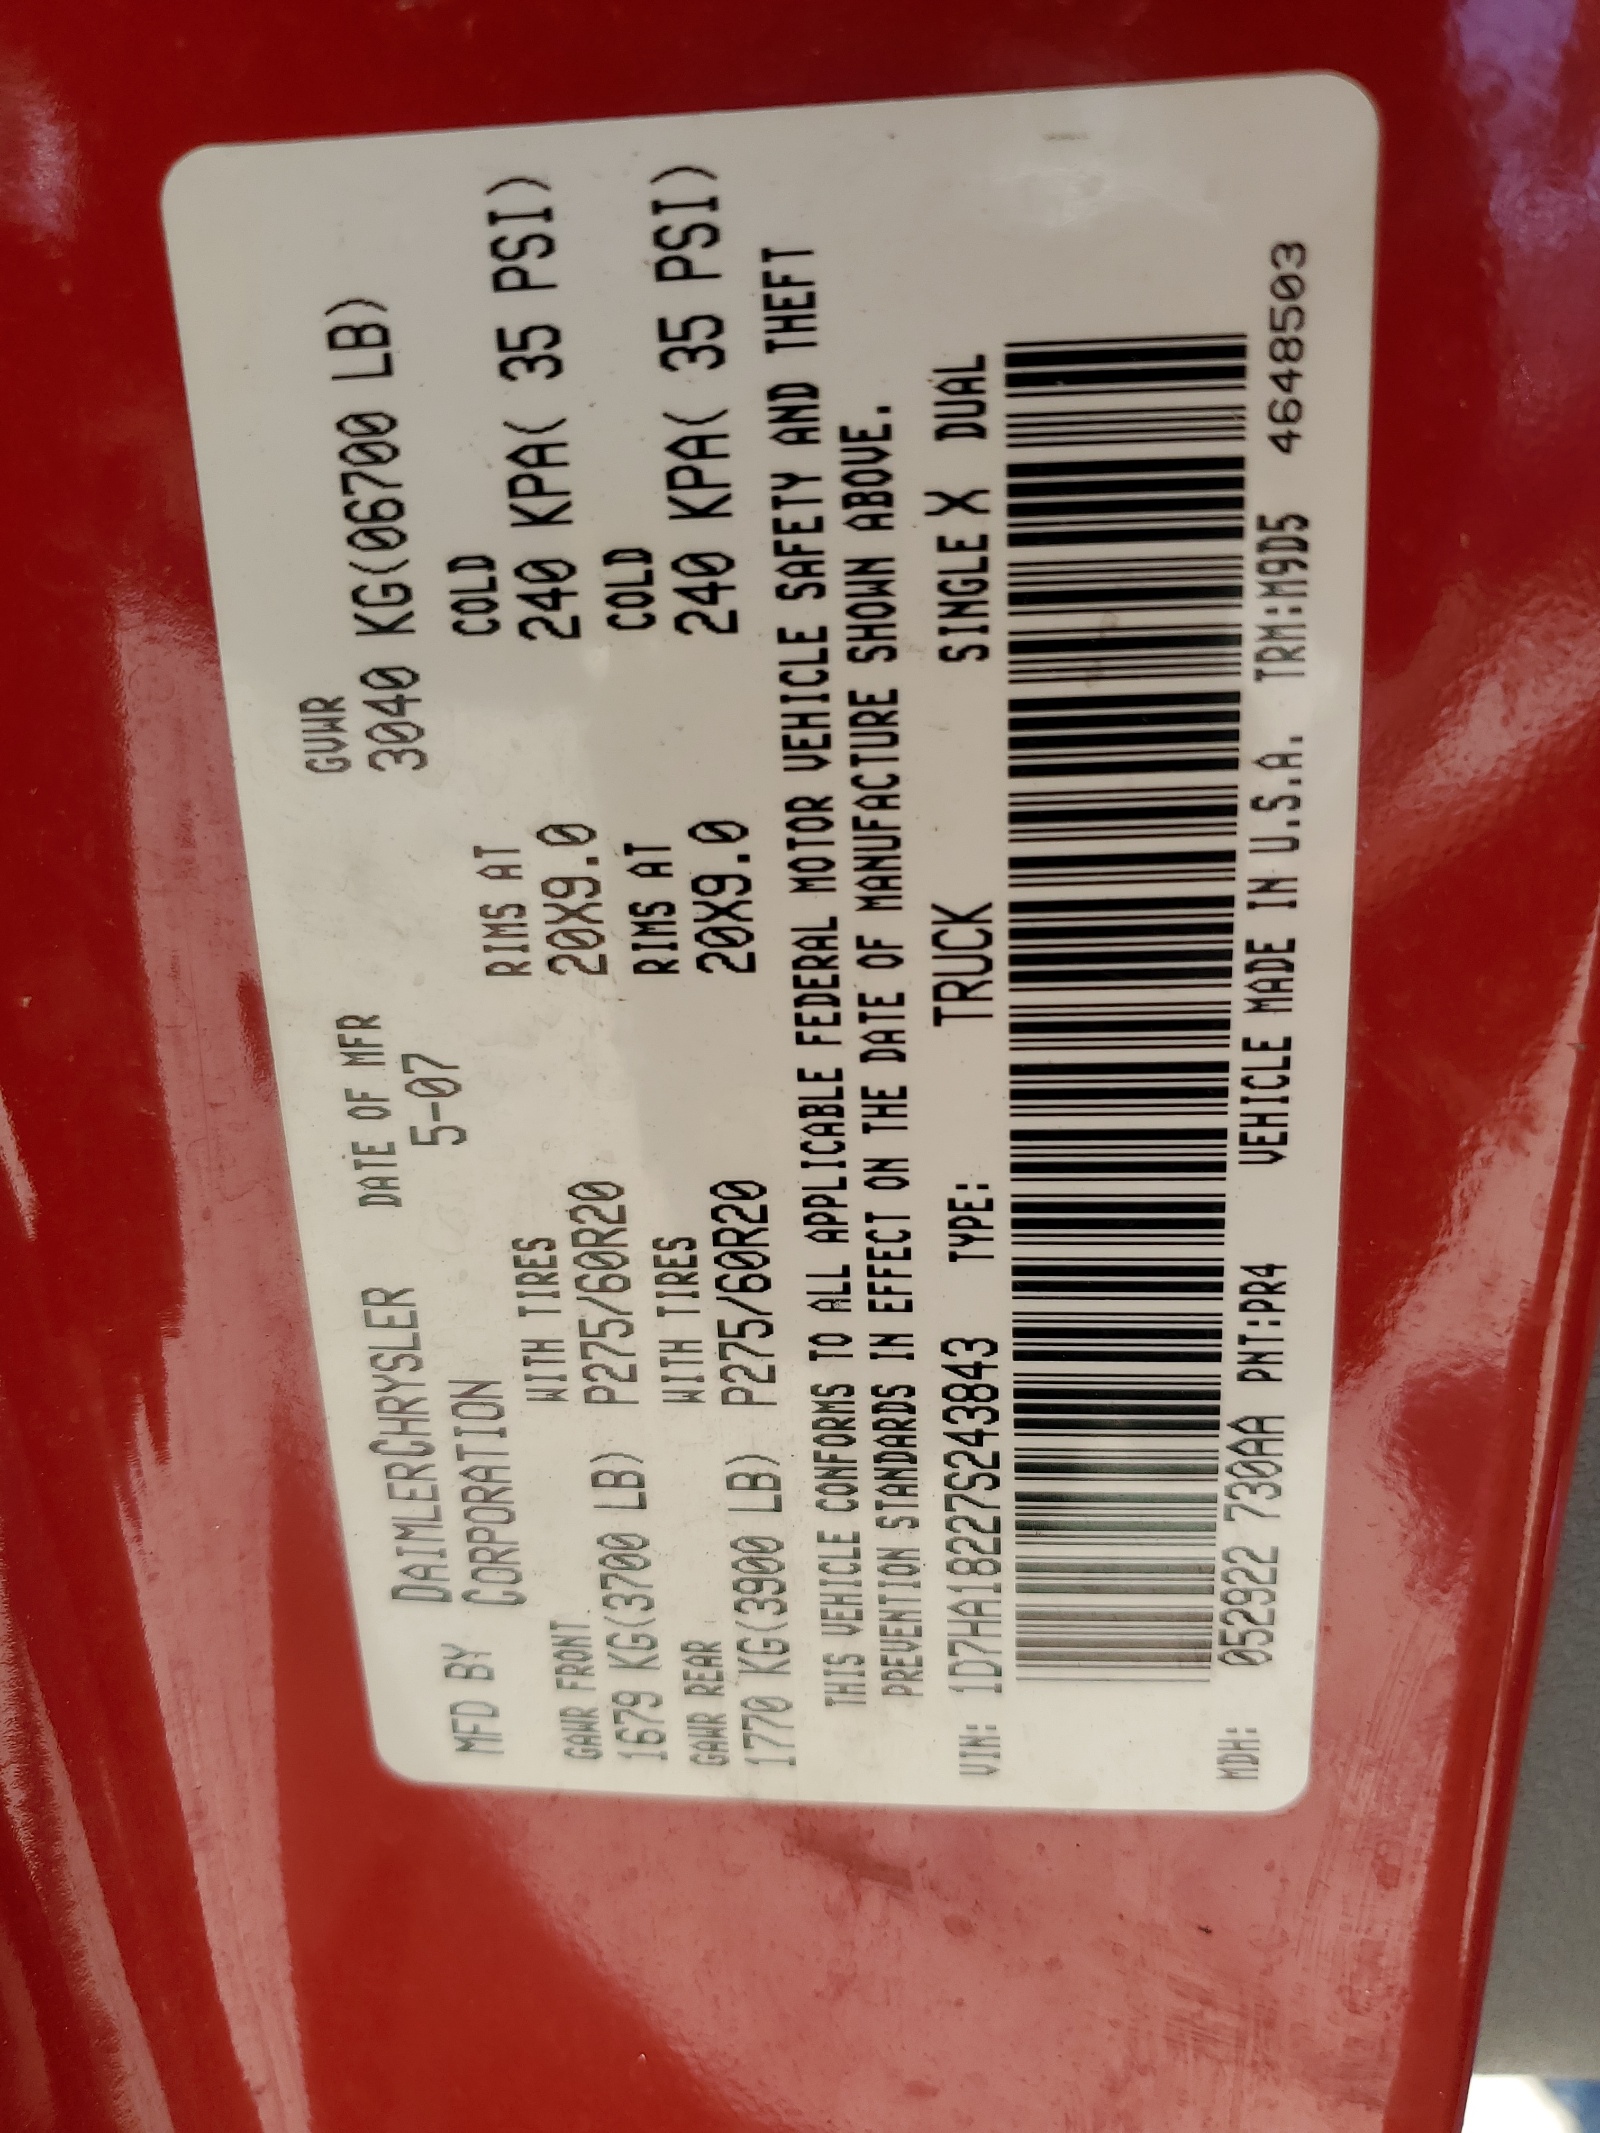 MFD BY DAIMLERCHRYSLER CORPORATION DATE OF MFR 5-07 GVWR 3040 KG(06700 LB)
GAWR FRONT WITH TIRES RIMS AT COLD
1679 KG(3700 LB) P275/60R20 20X9.0 240 KPA( 35 PSI)
GAWR REAR WITH TIRES RIMS AT COLD
1770 KG(3900 LB) P275/60R20 20X9.0 240 KPA( 35 PSI)
THIS VEHICLE CONFORMS TO ALL APPLICABLE FEDERAL MOTOR VEHICLE SAFETY AND THEFT
PREVENTION STANDARDS IN EFFECT ON THE DATE OF MANUFACTURE SHOWN ABOVE.
VIN: 1D7HA18227S243843 TYPE: TRUCK SINGLE X DUAL
MDH: 052922 730AA PNT:PR4 VEHICLE MADE IN U.S.A. TRM:M9D5 4648503